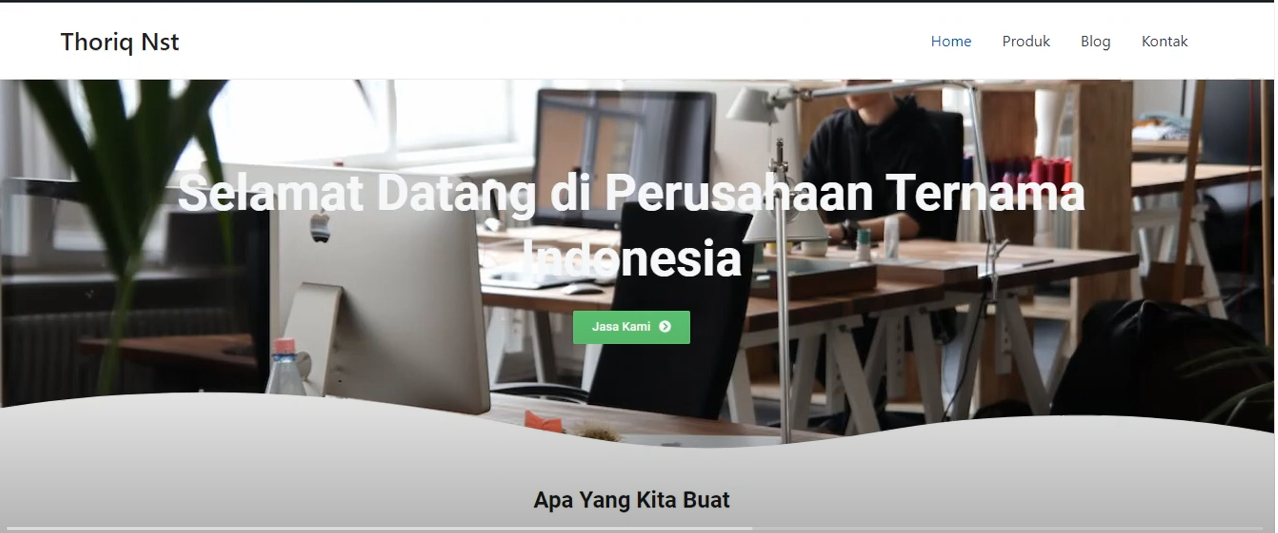 Thoriq Nst
Home Produk Blog Kontak
Selamat Datang di Perusahaan Ternama
Indonesia
Jasa Kami
Apa Yang Kita Buat